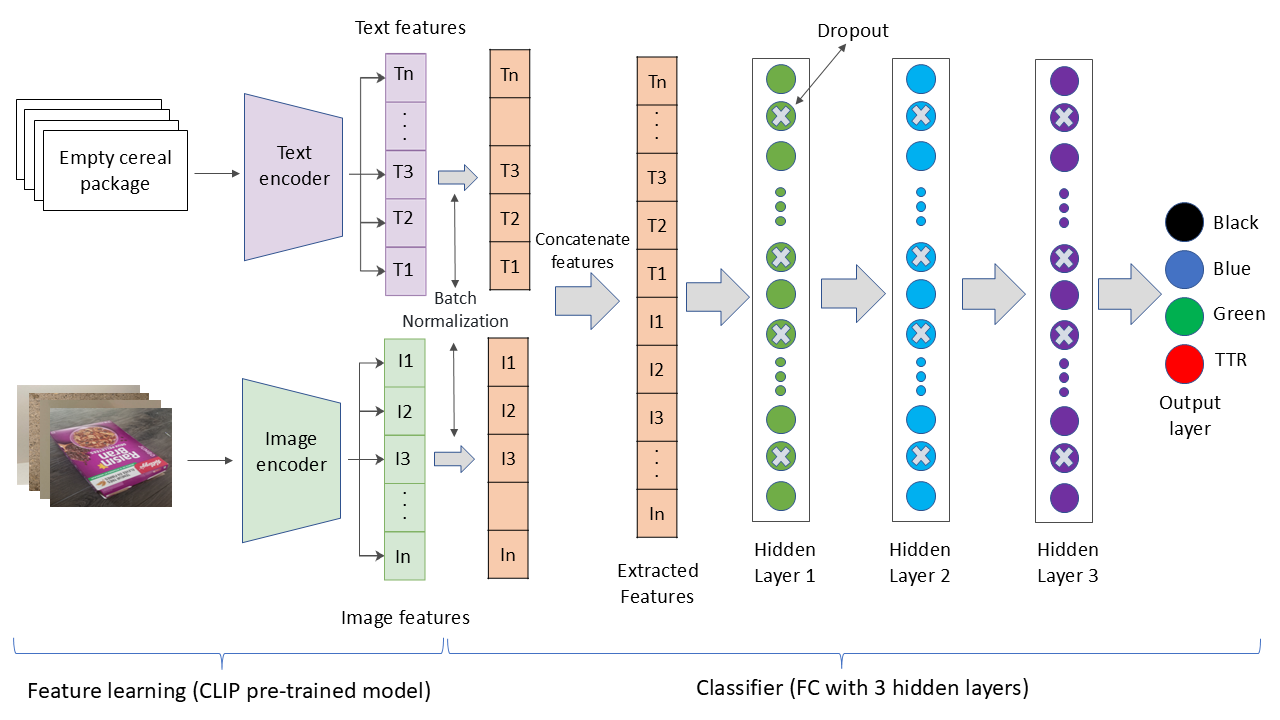 Text features
Dropout
Tn
.
.
.
T3
T2
T1
Tn
T3
T2
T1
Empty cereal
package
Text
encoder
Batch
Normalization
Image
encoder
I1
I2
I3
.
.
.
In
I1
I2
I3
In
Image features
Concatenate
features
Tn
.
.
.
T3
T2
T1
I1
I2
I3
.
.
.
In
Extracted
Features
Hidden
Layer 1
Hidden
Layer 2
Hidden
Layer 3
Black
Blue
Green
TTR
Output
layer
Raisin
Bran
Kellogg's
Feature learning (CLIP pre-trained model)
Classifier (FC with 3 hidden layers)